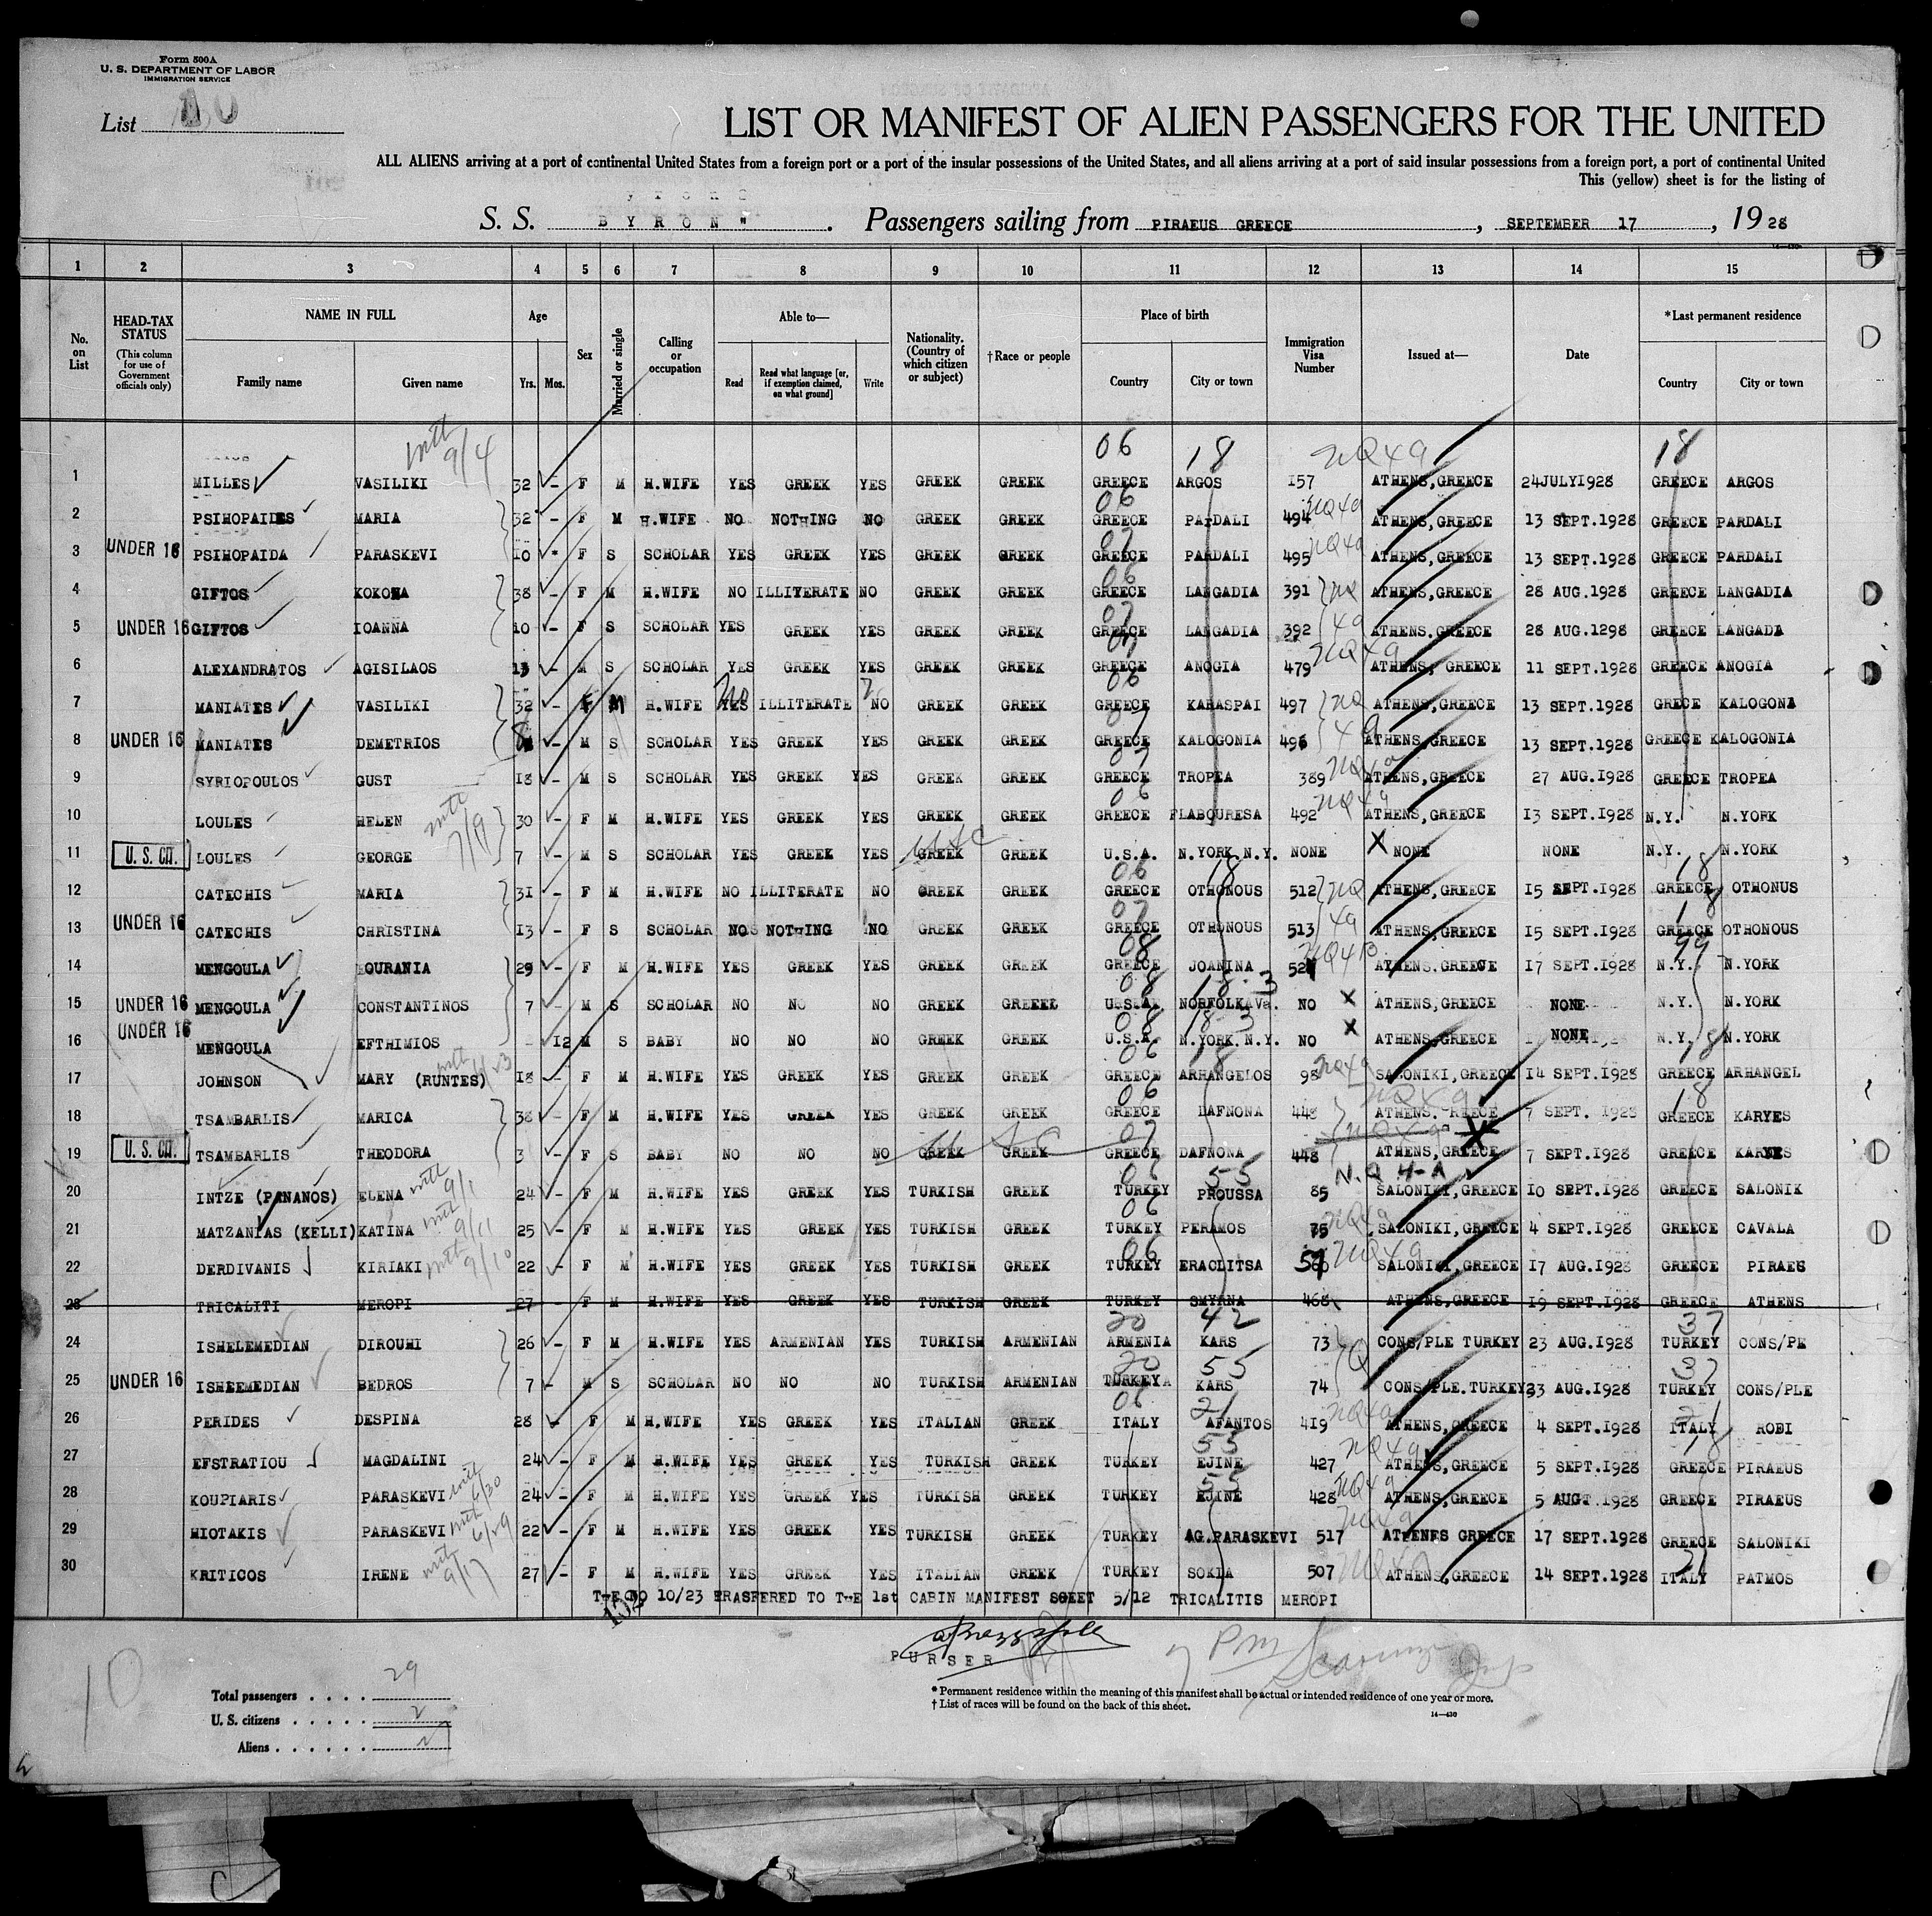 Form 500A
U. S. DEPARTMENT OF LABOR
IMMIGRATION SERVICE
List 10
LIST OR MANIFEST OF ALIEN PASSENGERS FOR THE UNITED
ALL ALIENS arriving at a port of continental United States from a foreign port or a port of the insular possessions of the United States, and all aliens arriving at a port of said insular possessions from a foreign port, a port of continental United
This (yellow) sheet is for the listing of
S. S. BYRON" . Passengers sailing from PIRAEUS GREECE , SEPTEMBER 17 , 1928
1 2 3 4 5 6 7 8 9 10 11 12 13 14 15
No. on List HEAD-TAX STATUS (This column for use of Government officials only) NAME IN FULL Family name Given name Age Yrs. Mos. Sex Married or single Calling or occupation Able to— Read Read what language [or, if exemption claimed, on what ground] Write Nationality. (Country of which citizen or subject) †Race or people Place of birth Country City or town Immigration Visa Number Issued at— Date *Last permanent residence Country City or town
06 18 NQ49 18
1 MILLES VASILIKI 32 - F M H.WIFE YES GREEK YES GREEK GREEK GREECE ARGOS 157 ATHENS,GREECE 24JULY1928 GREECE ARGOS
2 PSIHOPAIDES MARIA 32 - F M H.WIFE NO NOTHING NO GREEK GREEK GREECE PARDALI 494 ATHENS,GREECE 13 SEPT.1928 GREECE PARDALI
3 UNDER 16 PSIHOPAIDA PARASKEVI 10 F S SCHOLAR YES GREEK YES GREEK GREEK GREECE PARDALI 495 ATHENS,GREECE 13 SEPT.1928 GREECE PARDALI
4 GIFTOS KOKONA 38 - F M H.WIFE NO ILLITERATE NO GREEK GREEK GREECE LANGADIA 391 ATHENS,GREECE 28 AUG.1928 GREECE LANGADIA
5 UNDER 16 GIFTOS IOANNA 10 - F S SCHOLAR YES GREEK YES GREEK GREEK GREECE LANGADIA 392 ATHENS.GREECE 28 AUG.1298 GREECE LANGADA
6 ALEXANDRATOS AGISILAOS 13 - M S SCHOLAR YES GREEK YES GREEK GREEK GREECE ANOGIA 479 ATHENS, GREECE 11 SEPT.1928 GREECE ANOGIA
7 MANIATES VASILIKI 32 - F M H.WIFE YES No ILLITERATE NO GREEK GREEK GREECE KARASPAI 497 ATHENS,GREECE 13 SEPT.1928 GRECE KALOGONA
8 UNDER 16 MANIATES DEMETRIOS 8 - M S SCHOLAR YES GREEK YES GREEK GREEK GREECE KALOGONIA 496 ATHENS,GREECE 13 SEPT.1928 GREECE KALOGONIA
9 SYRIOPOULOS GUST 18 - M S SCHOLAR YES GREEK YES GREEK GREEK GREECE TROPEA 389 ATHENS,GREECE 27 AUG.1928 GREECE TROPEA
10 LOULES HELEN 30 - F M H.WIFE YES GREEK YES GREEK GREEK GREECE FLABOURESA 492 ATHENS,GREECE 13 SEPT.1928 N.Y. N.YORK
11 U. S. CIT. LOULES GEORGE 7 - M S SCHOLAR YES GREEK YES GREEK GREEK U.S.A. N.YORK.N.Y. NONE X NONE NONE N.Y. N.YORK
12 CATECHIS MARIA 31 - F M H.WIFE NO ILLITERATE NO GREEK GREEK GREECE OTHONOUS 512 ATHENS,GREECE 15 SEPT.1928 GREECE OTHONUS
13 UNDER 16 CATECHIS CHRISTINA 13 - F S SCHOLAR NO NOTHING NO GREEK GREEK GREECE OTHONOUS 513 ATHENS,GREECE 15 SEPT.1928 GREECE OTHONOUS
14 MENGOULA OURANIA 29 - F M H.WIFE YES GREEK YES GREEK GREEK GREECE JOANINA ATHENS.GREECE 17 SEPT.1928 N.Y. N.YORK
15 UNDER 16 MENGOULA CONSTANTINOS 7 - M S SCHOLAR NO NO NO GREEK GREEEL U.S.A. NORFOLK.Va. NO X ATHENS,GREECE NONE N.Y. N.YORK
16 UNDER 16 MENGOULA EFTHIMIOS 12 M S BABY NO NO NO GREEK GREEK U.S.A. N.YORK.N.Y. NO X ATHENS,GREECE NONE N.Y. N.YORK
17 JOHNSON MARY (RUNTES) 18 - F M H.WIFE YES GREEK YES GREEK GREEK GREECE ARHANGELOS 98 SALONIKI,GREECE 14 SEPT.1928 GREECE ARHANGEL
18 TSAMBARLIS MARICA 38 - F M H.WIFE YES GREEK YES GREEK GREEK GREECE DAFNONA 448 ATHENS.GREECE 7 SEPT. 1928 GREECE KARYES
19 U. S. CIT. TSAMBARLIS THEODORA 3 - F S BABY NO NO NO GREEK GREEK GREECE DAFNONA 448 ATHENS,GREECE 7 SEPT.1928 GREECE KARYES
20 INTZE (PANANOS) ELENA 24 - F M H.WIFE YES GREEK YES TURKISH GREEK TURKEY PROUSSA 85 N.Q 4-A SALONIKI,GREECE 10 SEPT.1928 GREECE SALONIK
21 MATZANIAS (KELLI) KATINA 25 - F M H.WIFE YES GREEK YES TURKISH GREEK TURKEY PERAMOS 75 SALONIKI,GREECE 4 SEPT.1928 GREECE CAVALA
22 DERDIVANIS KIRIAKI 22 - F M H.WIFE YES GREEK YES TURKISH GREEK TURKEY ERACLITSA SALONIKI,GREECE 17 AUG.1928 GREECE PIRAEUS
23 TRICALITI MEROPI 27 F M H.WIFE YES GREEK YES TURKISH GREEK TURKEY SMYRNA 468 ATHENS,GREECE 19 SEPT.1928 GREECE ATHENS
24 ISHELEMEDIAN DIROUHI 26 - F M H.WIFE YES ARMENIAN YES TURKISH ARMENIAN ARMENIA KARS 73 CONS/PLE TURKEY 23 AUG.1928 TURKEY CONS/PE
25 UNDER 16 ISHLEMEDIAN BEDROS 7 - M S SCHOLAR NO NO NO TURKISH ARMENIAN TURKEY KARS 74 CONS/PLE.TURKEY 23 AUG.1928 TURKEY CONS/PLE
26 PERIDES DESPINA 28 - F M H.WIFE YES GREEK YES ITALIAN GREEK ITALY AFANTOS 419 ATHENS,GREECE 4 SEPT.1928 ITALY RODI
27 EFSTRATIOU MAGDALINI 24 - F M H.WIFE YES GREEK YES TURKISH GREEK TURKEY EJINE 427 ATHENS,GREECE 5 SEPT.1928 GREECE PIRAEUS
28 KOUPIARIS PARASKEVI 24 - F M H.WIFE YES GREEK YES TURKISH GREEK TURKEY EJINE 428 ATHENS,GREECE 5 AUGT.1928 GREECE PIRAEUS
29 MIOTAKIS PARASKEVI 22 - F M H.WIFE YES GREEK YES TURKISH GREEK TURKEY AG.PARASKEVI 517 ATHENES GREECE 17 SEPT.1928 GREECE SALONIKI
30 KRITICOS IRENE 27 - F M H.WIFE YES GREEK YES ITALIAN GREEK TURKEY SOKIA 507 ATHENS,GREECE 14 SEPT.1928 ITALY PATMOS
THE NO 10/23 TRASFERED TO THE 1st CABIN MANIFEST SHEET 5/12 TRICALITIS MEROPI
PURSER
10
Total passengers . . . . 29
U. S. citizens . . . . . 2
Aliens . . . . . .
* Permanent residence within the meaning of this manifest shall be actual or intended residence of one year or more.
† List of races will be found on the back of this sheet.
14—430